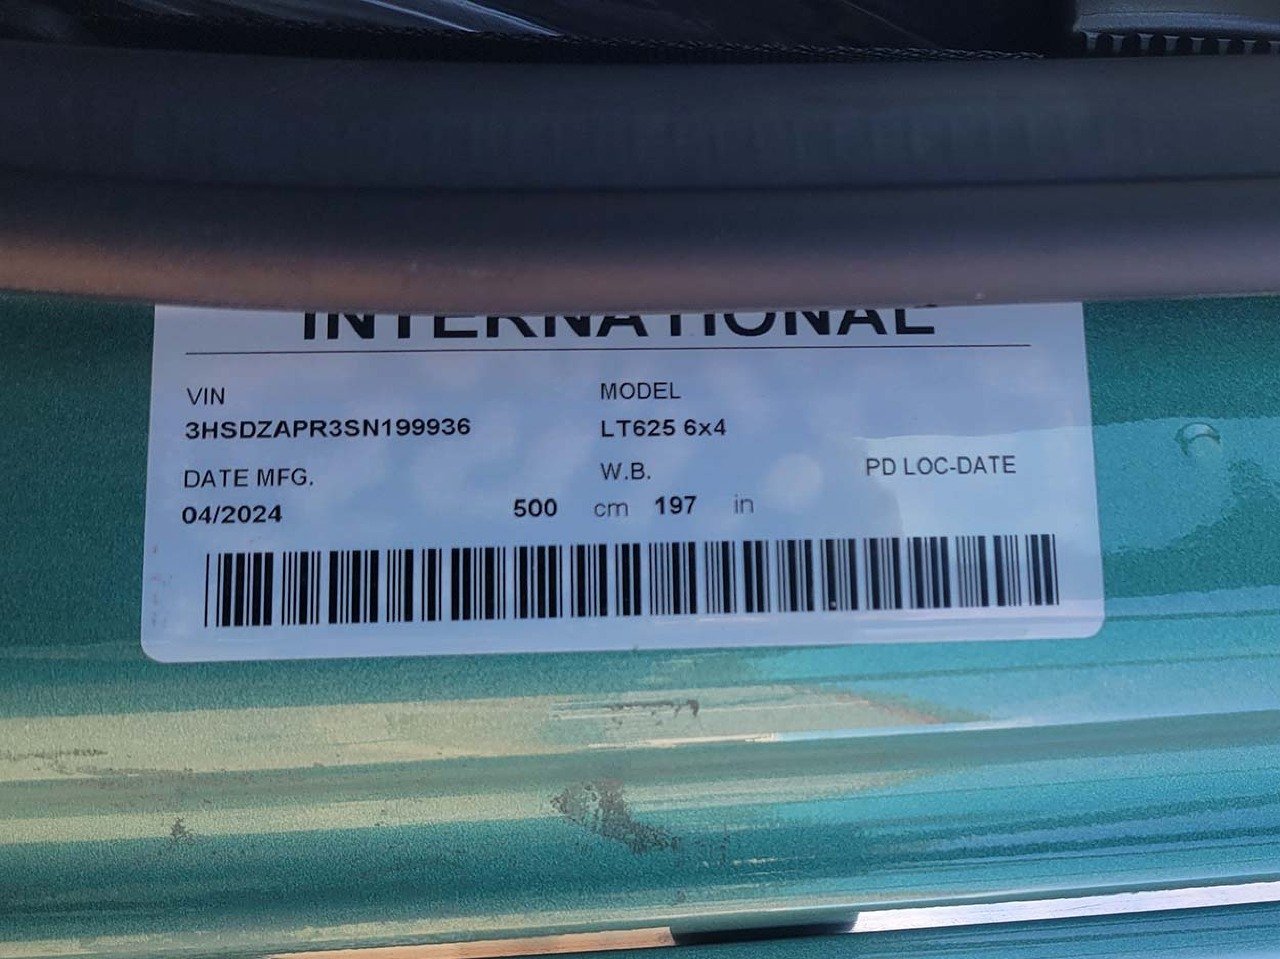 INTERNATIONAL
VIN
3HSDZAPR3SN199936
MODEL
LT625 6x4
DATE MFG.
04/2024
W.B.
500 cm 197 in
PD LOC-DATE